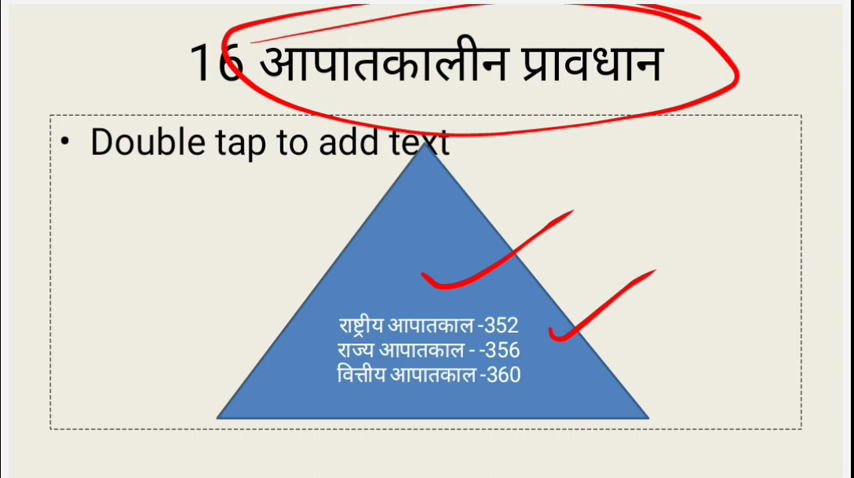 16 आपातकालीन प्रावधान
• Double tap to add text
राष्ट्रीय आपातकाल -352
राज्य आपातकाल - -356
वित्तीय आपातकाल -360